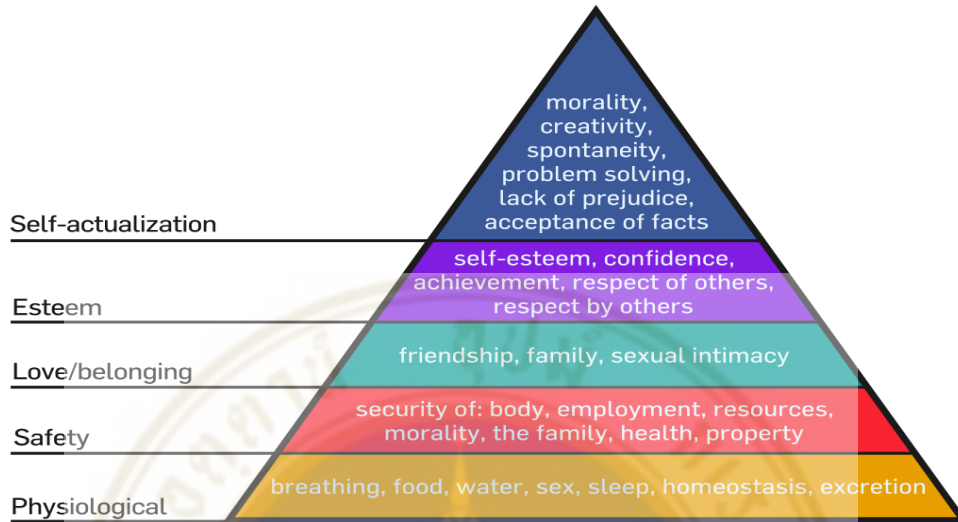 morality,
creativity,
spontaneity,
problem solving,
lack of prejudice,
acceptance of facts
Self-actualization
self-esteem, confidence,
achievement, respect of others,
respect by others
Esteem
friendship, family, sexual intimacy
Love/belonging
security of: body, employment, resources,
morality, the family, health, property
Safety
breathing, food, water, sex, sleep, homeostasis, excretion
Physiological